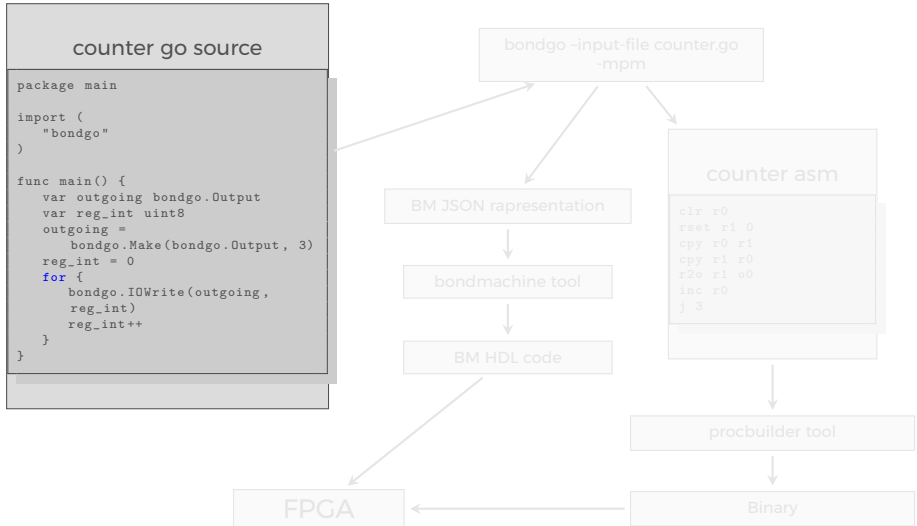 counter go source
package main
import (
"bondgo"
)
func main() {
var outgoing bondgo.Output
var reg_int uint8
outgoing =
bondgo.Make(bondgo.Output, 3)
reg_int = 0
for {
bondgo.IOWrite(outgoing,
reg_int)
reg_int++
}
}
bondgo –input-file counter.go
-mpm
BM JSON rapresentation
bondmachine tool
BM HDL code
FPGA
counter asm
clr r0
rset r1 0
cpy r0 r1
cpy r1 r0
r2o r1 o0
inc r0
j 3
procbuilder tool
Binary